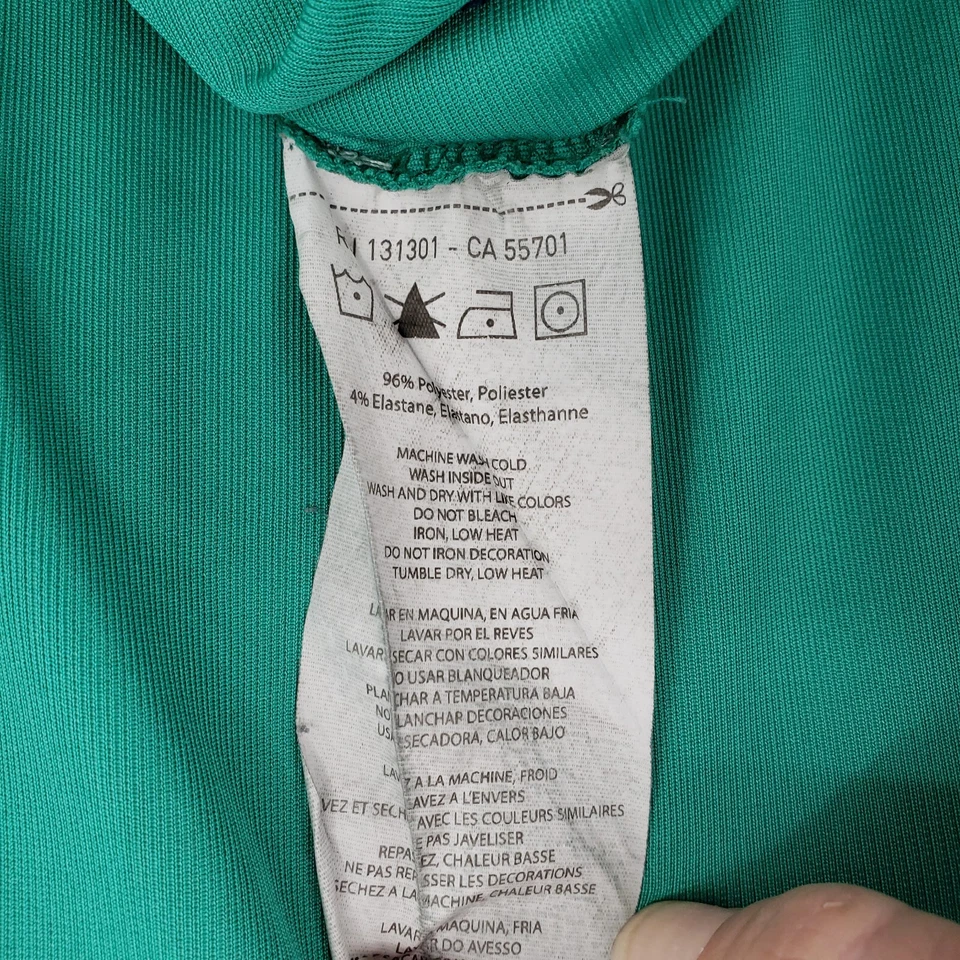 131301 - CA 55701
96% Polyester, Poliester
4% Elastane, Elastano, Elasthanne
MACHINE WASH COLD
WASH INSIDE OUT
WASH AND DRY WITH LIKE COLORS
DO NOT BLEACH
IRON, LOW HEAT
DO NOT IRON DECORATION
TUMBLE DRY, LOW HEAT
EN MAQUINA, EN AGUA FRIA
LAVAR POR EL REVES
LAVAR SECAR CON COLORES SIMILARES
USAR BLANQUEADOR
A TEMPERATURA BAJA
DECORACIONES
SECADORA, CALOR BAJO
A LA MACHINE, FROID
A L'ENVERS
ET AVEC LES COULEURS SIMILAIRES
PAS JAVELISER
CHALEUR BASSE
NE PAS LES DECORATIONS
SECHEZ A LA MACHINE, CHALEUR BASSE
MAQUINA, FRIA
DO AVESSO